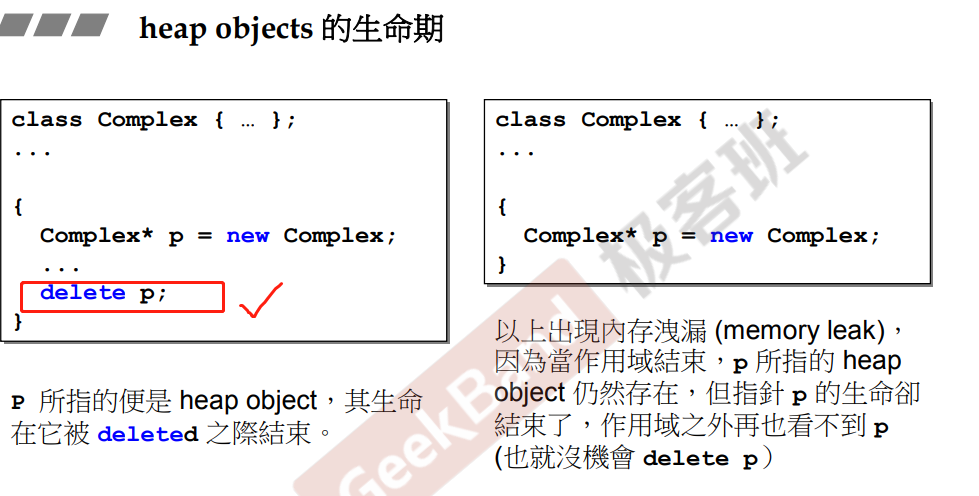 heap objects 的生命期
class Complex { … };
...
{
Complex* p = new Complex;
...
delete p;
}
P 所指的便是 heap object，其生命
在它被 deleted 之際結束。
class Complex { … };
...
{
Complex* p = new Complex;
}
以上出現內存洩漏 (memory leak)，
因為當作用域結束，p 所指的 heap
object 仍然存在，但指針 p 的生命卻
結束了，作用域之外再也看不到 p
(也就沒機會 delete p）
GeekBand 极客班